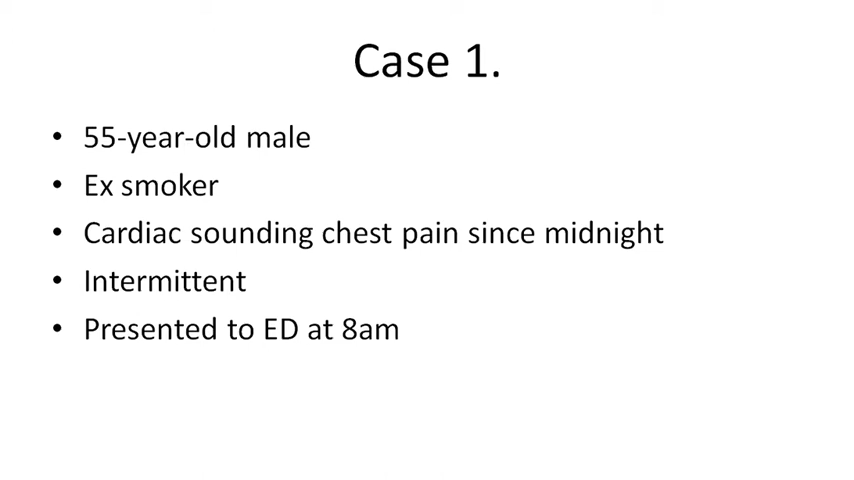 Case 1.
• 55-year-old male
• Ex smoker
• Cardiac sounding chest pain since midnight
• Intermittent
• Presented to ED at 8am